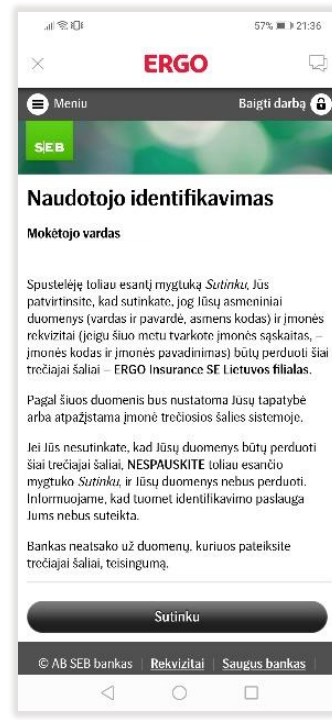 57% 21:36
ERGO
Meniu Baigti darbą
SEB
Naudotojo identifikavimas
Mokėtojo vardas
Spustelėję toliau esantį mygtuką Sutinku, Jūs
patvirtinsite, kad sutinkate, jog Jūsų asmeniniai
duomenys (vardas ir pavardė, asmens kodas) ir įmonės
rekvizitai (jeigu šiuo metu tvarkote įmonės sąskaitas, –
įmonės kodas ir įmonės pavadinimas) būtų perduoti šiai
trečiajai šaliai – ERGO Insurance SE Lietuvos filialas.
Pagal šiuos duomenis bus nustatoma Jūsų tapatybė
arba atpažįstama įmonė trečiosios šalies sistemoje.
Jei Jūs nesutinkate, kad Jūsų duomenys būtų perduoti
šiai trečiajai šaliai, NESPAUSKITE toliau esančio
mygtuko Sutinku, ir Jūsų duomenys nebus perduoti.
Informuojame, kad tuomet identifikavimo paslauga
Jums nebus suteikta.
Bankas neatsako už duomenų, kuriuos pateiksite
trečiajai šaliai, teisingumą.
Sutinku
© AB SEB bankas | Rekvizitai | Saugus bankas |